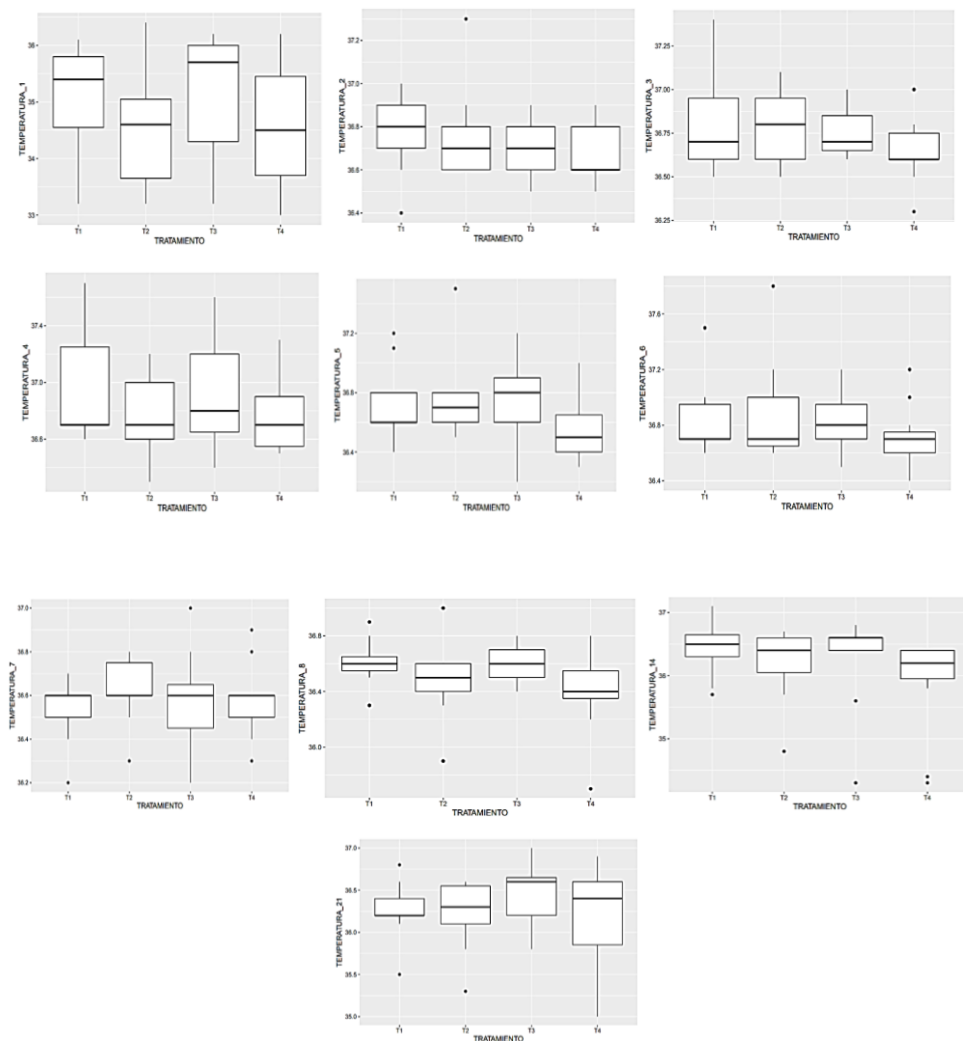 TEMPERATURA_1
36
35
34
33
T1 T2 T3 T4
TRATAMIENTO
TEMPERATURA_2
37.2
37.0
36.8
36.6
36.4
T1 T2 T3 T4
TRATAMIENTO
TEMPERATURA_3
37.25
37.00
36.75
36.50
36.25
T1 T2 T3 T4
TRATAMIENTO
TEMPERATURA_4
37.4
37.0
36.6
T1 T2 T3 T4
TRATAMIENTO
TEMPERATURA_5
37.2
36.8
36.4
T1 T2 T3 T4
TRATAMIENTO
TEMPERATURA_6
37.6
37.2
36.8
36.4
T1 T2 T3 T4
TRATAMIENTO
TEMPERATURA_7
37.0
36.8
36.6
36.4
36.2
T1 T2 T3 T4
TRATAMIENTO
TEMPERATURA_8
36.8
36.4
36.0
T1 T2 T3 T4
TRATAMIENTO
TEMPERATURA_14
37
36
35
T1 T2 T3 T4
TRATAMIENTO
TEMPERATURA_21
37.0
36.5
36.0
35.5
35.0
T1 T2 T3 T4
TRATAMIENTO